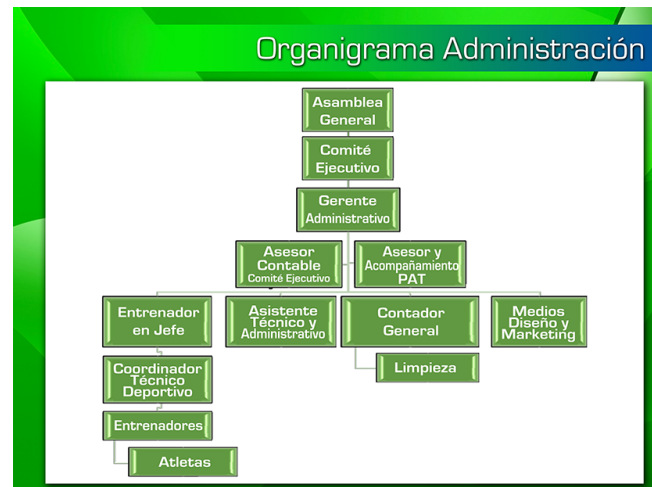 Organigrama Administración
Asamblea
General
Comité
Ejecutivo
Gerente
Administrativo
Asesor
Contable
Comité Ejecutivo
Asesor y
Acompañamiento
PAT
Entrenador
en Jefe
Asistente
Técnico y
Administrativo
Contador
General
Medios
Diseño y
Marketing
Coordinador
Técnico
Deportivo
Limpieza
Entrenadores
Atletas